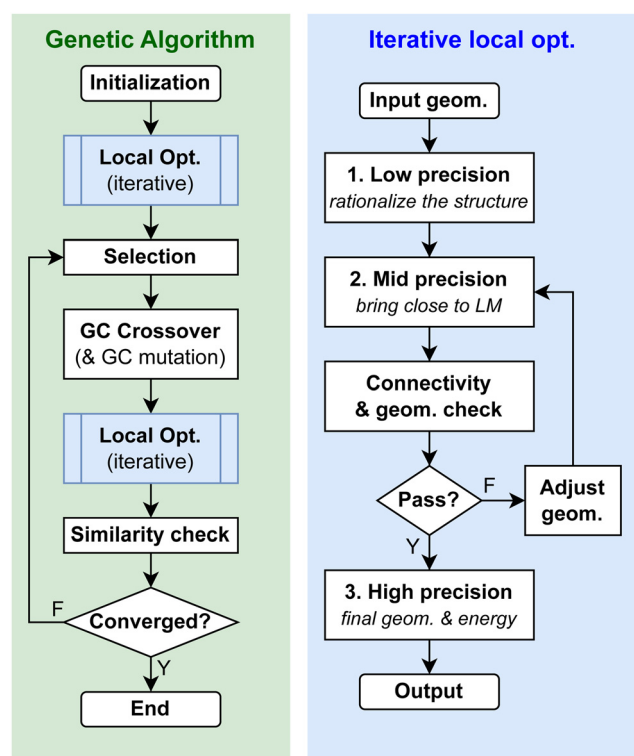 Genetic Algorithm
Initialization
Local Opt.
(iterative)
Selection
GC Crossover
(& GC mutation)
Local Opt.
(iterative)
Similarity check
F
Converged?
Y
End
Iterative local opt.
Input geom.
1. Low precision
rationalize the structure
2. Mid precision
bring close to LM
Connectivity
& geom. check
Pass?
F
Adjust
geom.
Y
3. High precision
final geom. & energy
Output